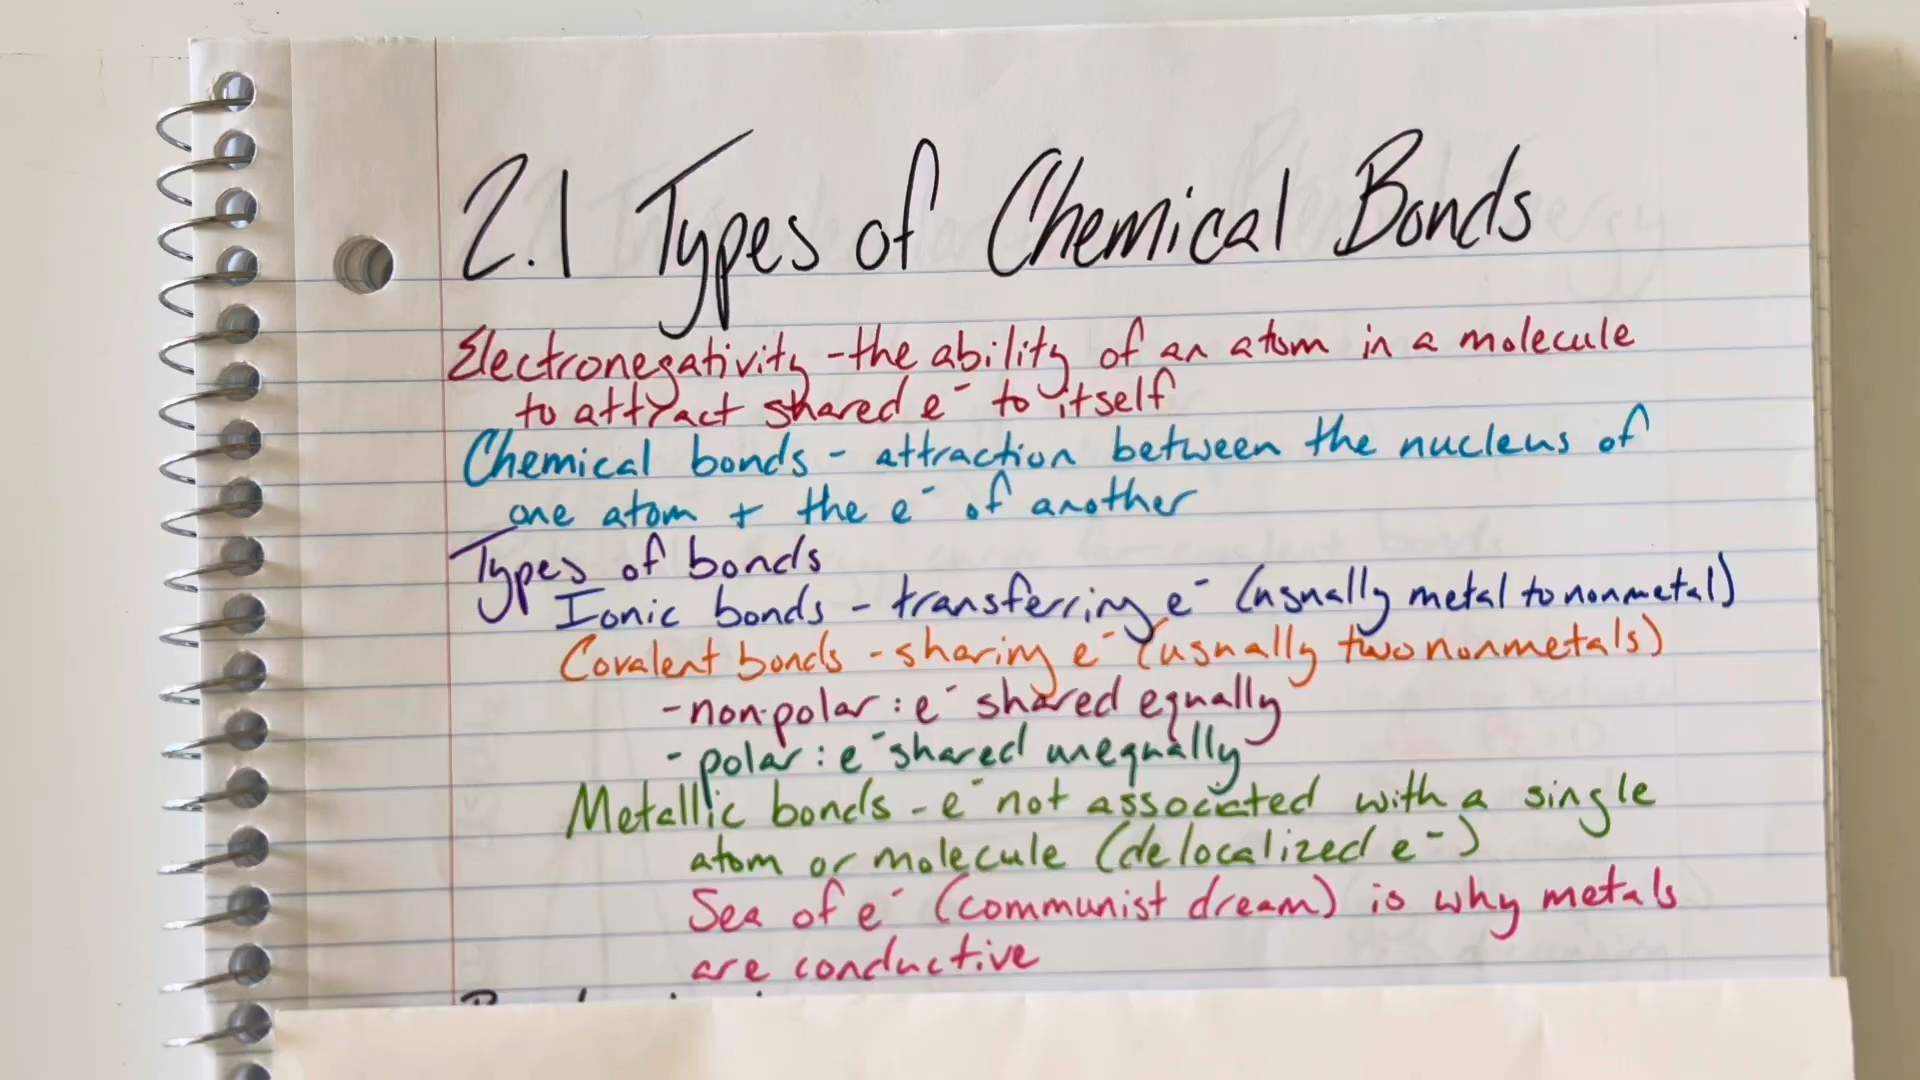 2.1 Types of Chemical Bonds
Electronegativity - the ability of an atom in a molecule
to attract shared e⁻ to itself
Chemical bonds - attraction between the nucleus of
one atom + the e⁻ of another
Types of bonds
Ionic bonds - transferring e⁻ (usually metal to nonmetal)
Covalent bonds - sharing e⁻ (usually two nonmetals)
- non-polar : e⁻ shared equally
- polar : e⁻ shared unequally
Metallic bonds - e⁻ not associated with a single
atom or molecule (delocalized e⁻)
Sea of e⁻ (communist dream) is why metals
are conductive